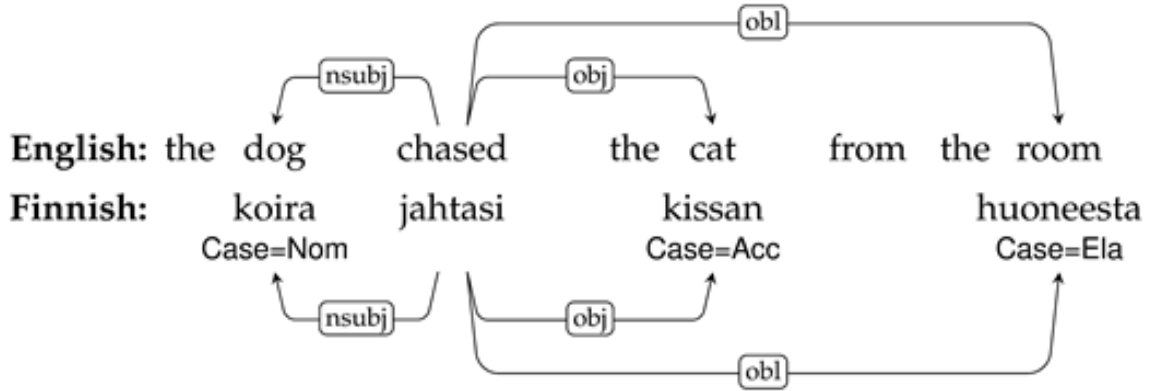 obl
nsubj obj
English: the dog chased the cat from the room
Finnish: koira jahtasi kissan huoneesta
Case=Nom Case=Acc Case=Ela
nsubj obj
obl